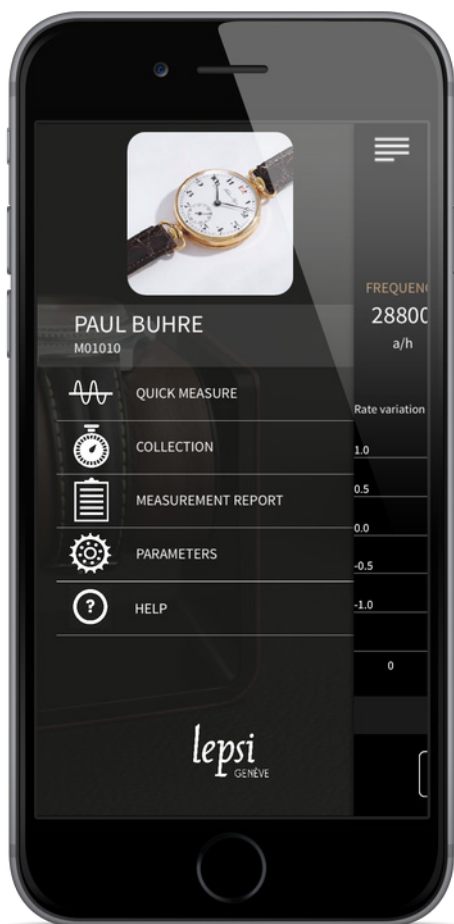 PAUL BUHRE
M01010
QUICK MEASURE
COLLECTION
MEASUREMENT REPORT
PARAMETERS
?
HELP
lepsi
GENÈVE
28800
a/h
Rate variation
1.0
0.5
0.0
-0.5
-1.0
0